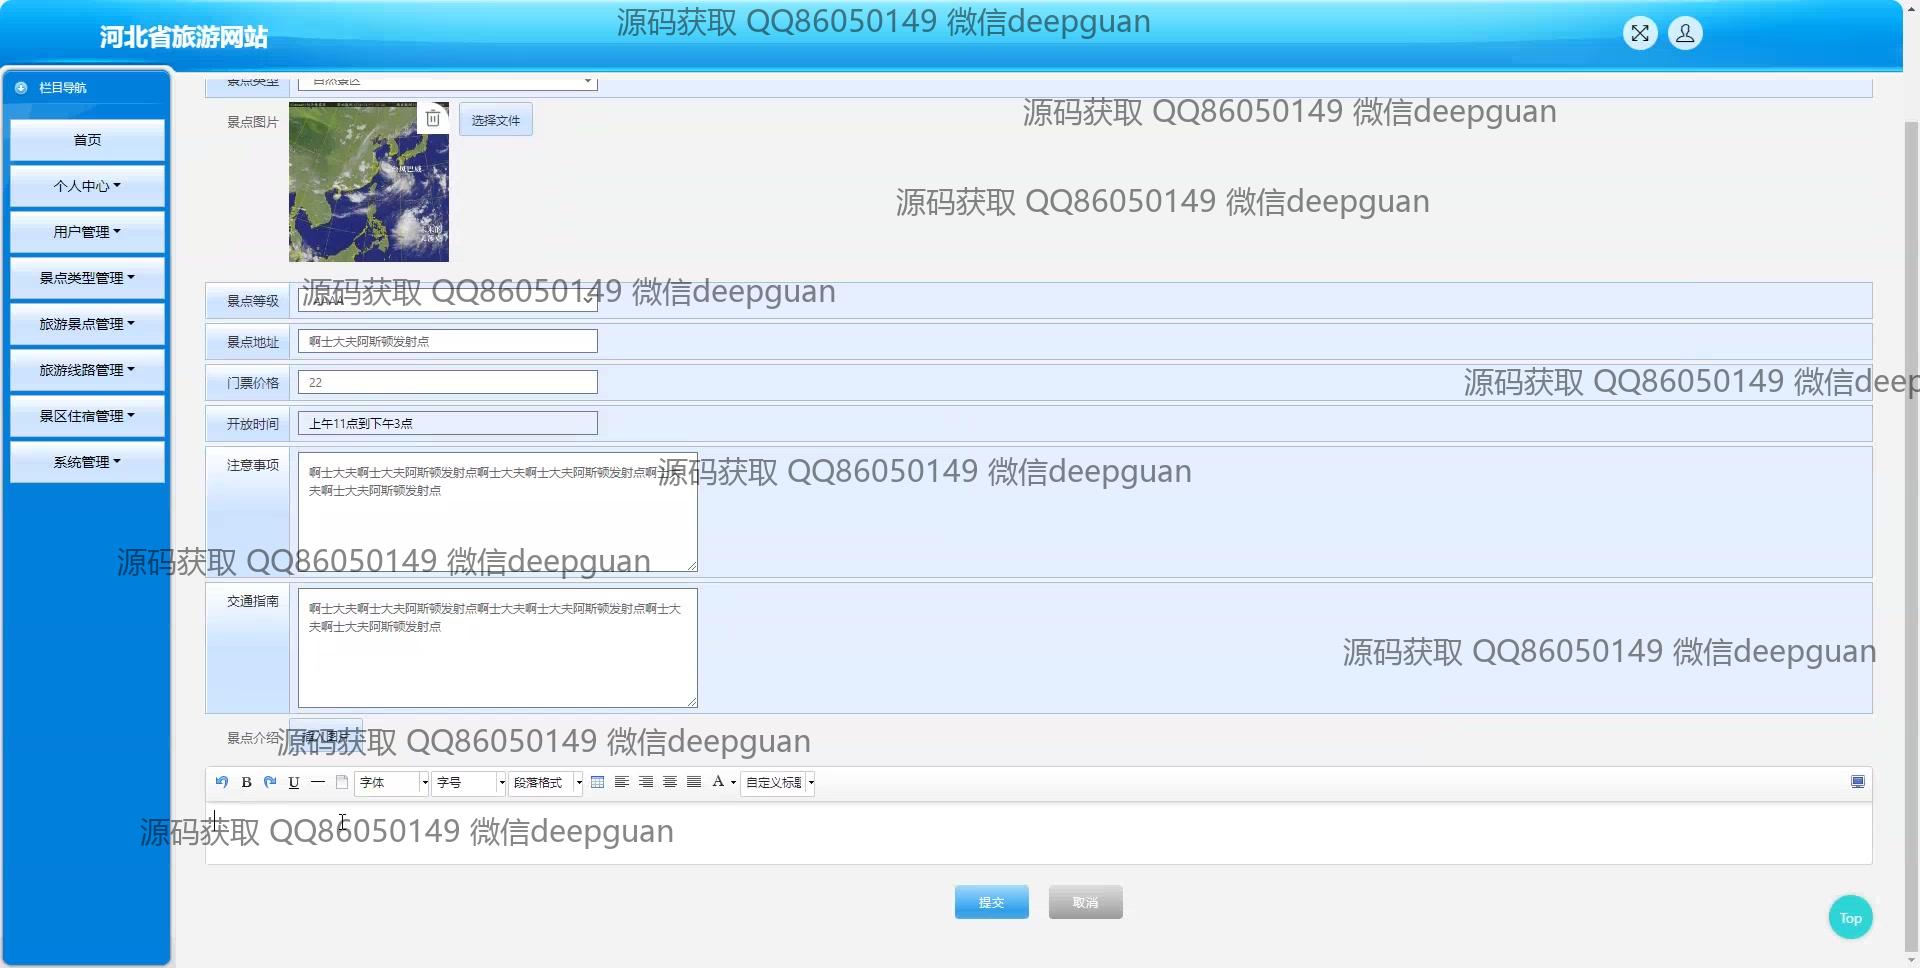 源码获取 QQ86050149 微信deepguan
河北省旅游网站
栏目导航
首页
个人中心
用户管理
景点类型管理
旅游景点管理
旅游线路管理
景区住宿管理
系统管理
景点类型
自然景区
源码获取 QQ86050149 微信deepguan
景点图片
选择文件
源码获取 QQ86050149 微信deepguan
源码获取 QQ86050149 微信deepguan
景点等级
AAAA
景点地址
啊士大夫阿斯顿发射点
门票价格
22
源码获取 QQ86050149 微信deep
开放时间
上午11点到下午3点
注意事项
啊士大夫啊士大夫阿斯顿发射点啊士大夫啊士大夫阿斯顿发射点啊士大
夫啊士大夫阿斯顿发射点
源码获取 QQ86050149 微信deepguan
源码获取 QQ86050149 微信deepguan
交通指南
啊士大夫啊士大夫阿斯顿发射点啊士大夫啊士大夫阿斯顿发射点啊士大
夫啊士大夫阿斯顿发射点
源码获取 QQ86050149 微信deepguan
景点介绍
插入图片
源码获取 QQ86050149 微信deepguan
B U 字体 字号 段落格式 A 自定义标题
源码获取 QQ86050149 微信deepguan
提交
取消
Top